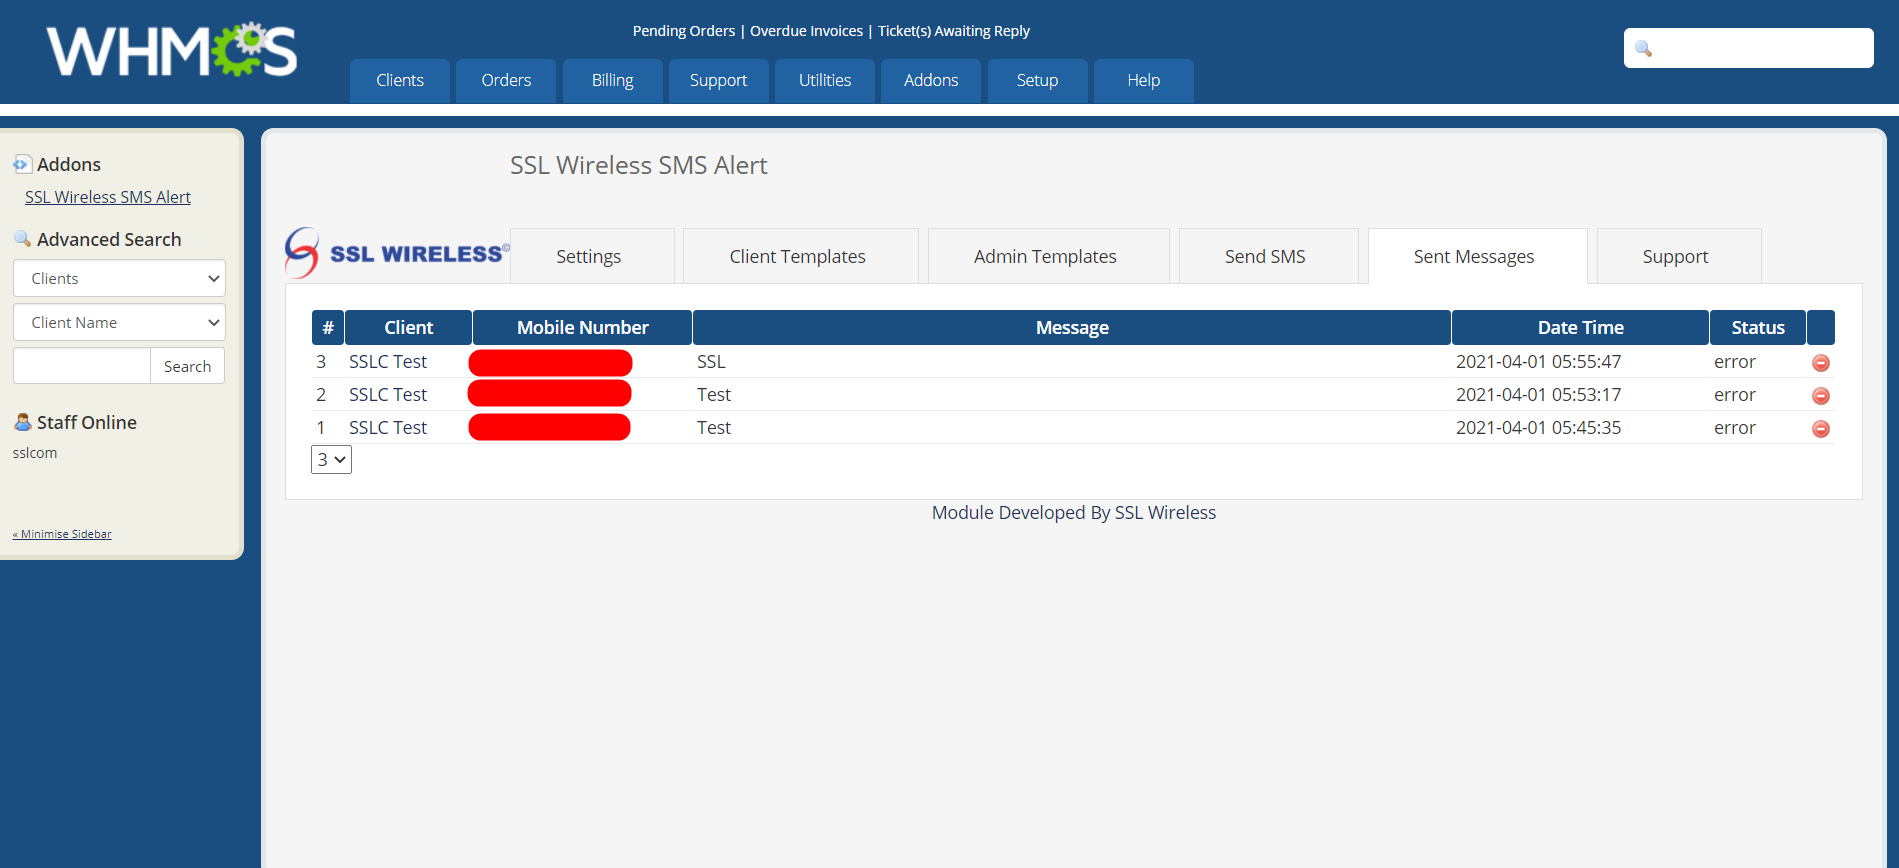 WHMCS
Pending Orders | Overdue Invoices | Ticket(s) Awaiting Reply
Clients Orders Billing Support Utilities Addons Setup Help
Addons
SSL Wireless SMS Alert
Advanced Search
Clients
Client Name
Search
Staff Online
sslcom
« Minimise Sidebar
SSL Wireless SMS Alert
SSL WIRELESS©
Settings Client Templates Admin Templates Send SMS Sent Messages Support
# Client Mobile Number Message Date Time Status
3 SSLC Test SSL 2021-04-01 05:55:47 error
2 SSLC Test Test 2021-04-01 05:53:17 error
1 SSLC Test Test 2021-04-01 05:45:35 error
3
Module Developed By SSL Wireless